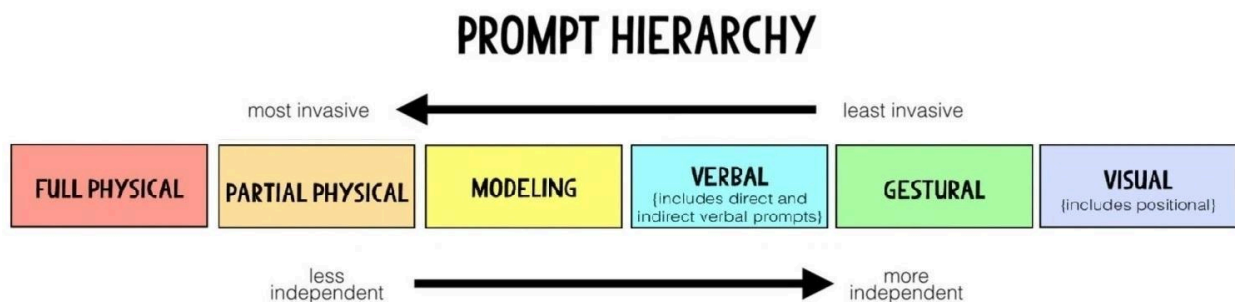 PROMPT HIERARCHY
most invasive
least invasive
FULL PHYSICAL
PARTIAL PHYSICAL
MODELING
VERBAL
{includes direct and
indirect verbal prompts}
GESTURAL
VISUAL
{includes positional}
less
independent
more
independent